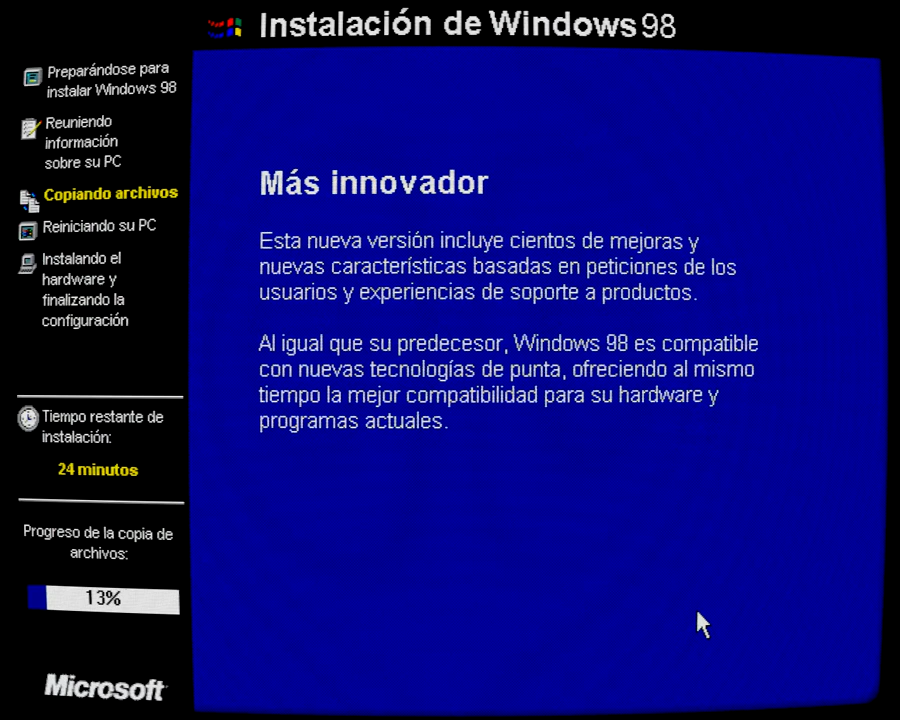 Instalación de Windows 98
Preparándose para
instalar Windows 98
Reuniendo
información
sobre su PC
Copiando archivos
Reiniciando su PC
Instalando el
hardware y
finalizando la
configuración
Tiempo restante de
instalación:
24 minutos
Progreso de la copia de
archivos:
13%
Microsoft
Más innovador
Esta nueva versión incluye cientos de mejoras y
nuevas características basadas en peticiones de los
usuarios y experiencias de soporte a productos.
Al igual que su predecesor, Windows 98 es compatible
con nuevas tecnologías de punta, ofreciendo al mismo
tiempo la mejor compatibilidad para su hardware y
programas actuales.